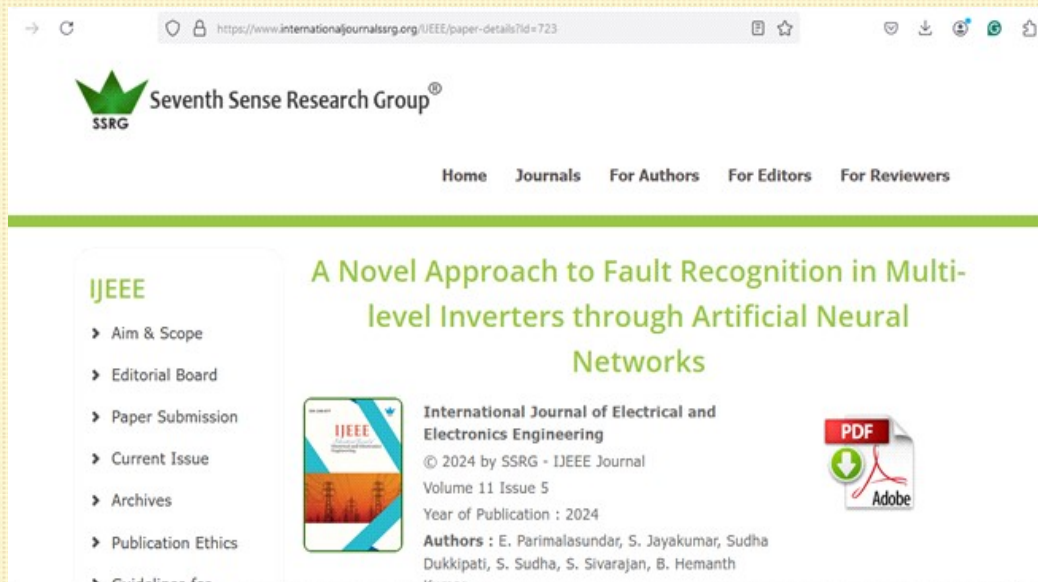 https://www.internationaljournalssrg.org/IJEEE/paper-details?Id=723
SSRG
Seventh Sense Research Group®
Home Journals For Authors For Editors For Reviewers
IJEEE
Aim & Scope
Editorial Board
Paper Submission
Current Issue
Archives
Publication Ethics
A Novel Approach to Fault Recognition in Multi-
level Inverters through Artificial Neural
Networks
IJEEE
International Journal of Electrical and
Electronics Engineering
© 2024 by SSRG - IJEEE Journal
Volume 11 Issue 5
Year of Publication : 2024
Authors : E. Parimalasundar, S. Jayakumar, Sudha
Dukkipati, S. Sudha, S. Sivarajan, B. Hemanth
PDF
Adobe